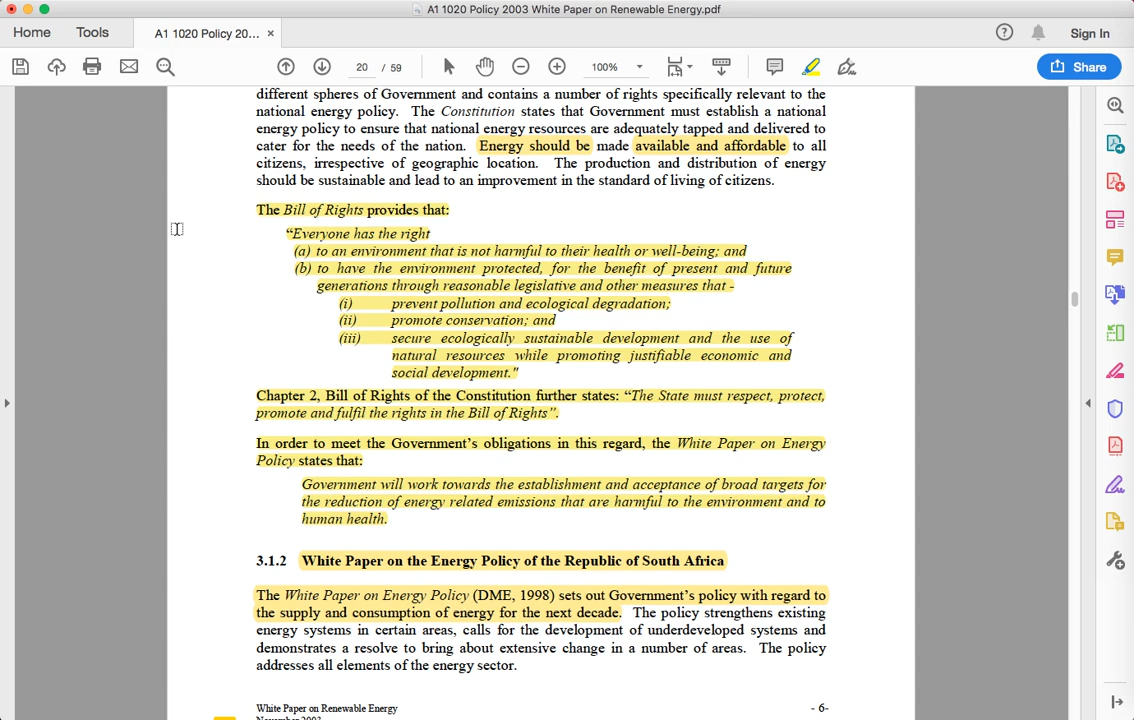 A1 1020 Policy 2003 White Paper on Renewable Energy.pdf
Home Tools A1 1020 Policy 20... × Sign In
20 / 59 100% Share
different spheres of Government and contains a number of rights specifically relevant to the
national energy policy. The Constitution states that Government must establish a national
energy policy to ensure that national energy resources are adequately tapped and delivered to
cater for the needs of the nation. Energy should be made available and affordable to all
citizens, irrespective of geographic location. The production and distribution of energy
should be sustainable and lead to an improvement in the standard of living of citizens.
The Bill of Rights provides that:
“Everyone has the right
(a) to an environment that is not harmful to their health or well-being; and
(b) to have the environment protected, for the benefit of present and future
generations through reasonable legislative and other measures that -
(i) prevent pollution and ecological degradation;
(ii) promote conservation; and
(iii) secure ecologically sustainable development and the use of
natural resources while promoting justifiable economic and
social development."
Chapter 2, Bill of Rights of the Constitution further states: “The State must respect, protect,
promote and fulfil the rights in the Bill of Rights”.
In order to meet the Government’s obligations in this regard, the White Paper on Energy
Policy states that:
Government will work towards the establishment and acceptance of broad targets for
the reduction of energy related emissions that are harmful to the environment and to
human health.
3.1.2 White Paper on the Energy Policy of the Republic of South Africa
The White Paper on Energy Policy (DME, 1998) sets out Government’s policy with regard to
the supply and consumption of energy for the next decade. The policy strengthens existing
energy systems in certain areas, calls for the development of underdeveloped systems and
demonstrates a resolve to bring about extensive change in a number of areas. The policy
addresses all elements of the energy sector.
White Paper on Renewable Energy - 6-
November 2003